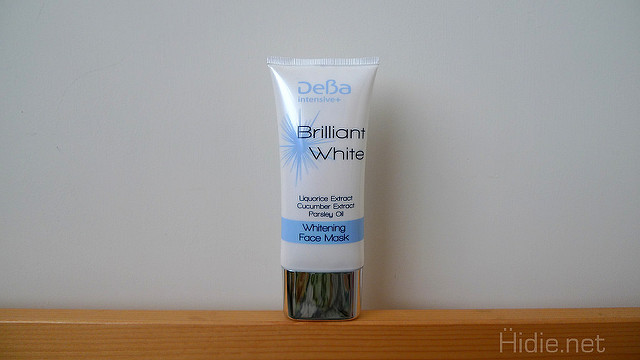 DeBa
intensive+
Brilliant
White
Liquorice Extract
Cucumber Extract
Parsley Oil
Whitening
Face Mask
Hidie.net